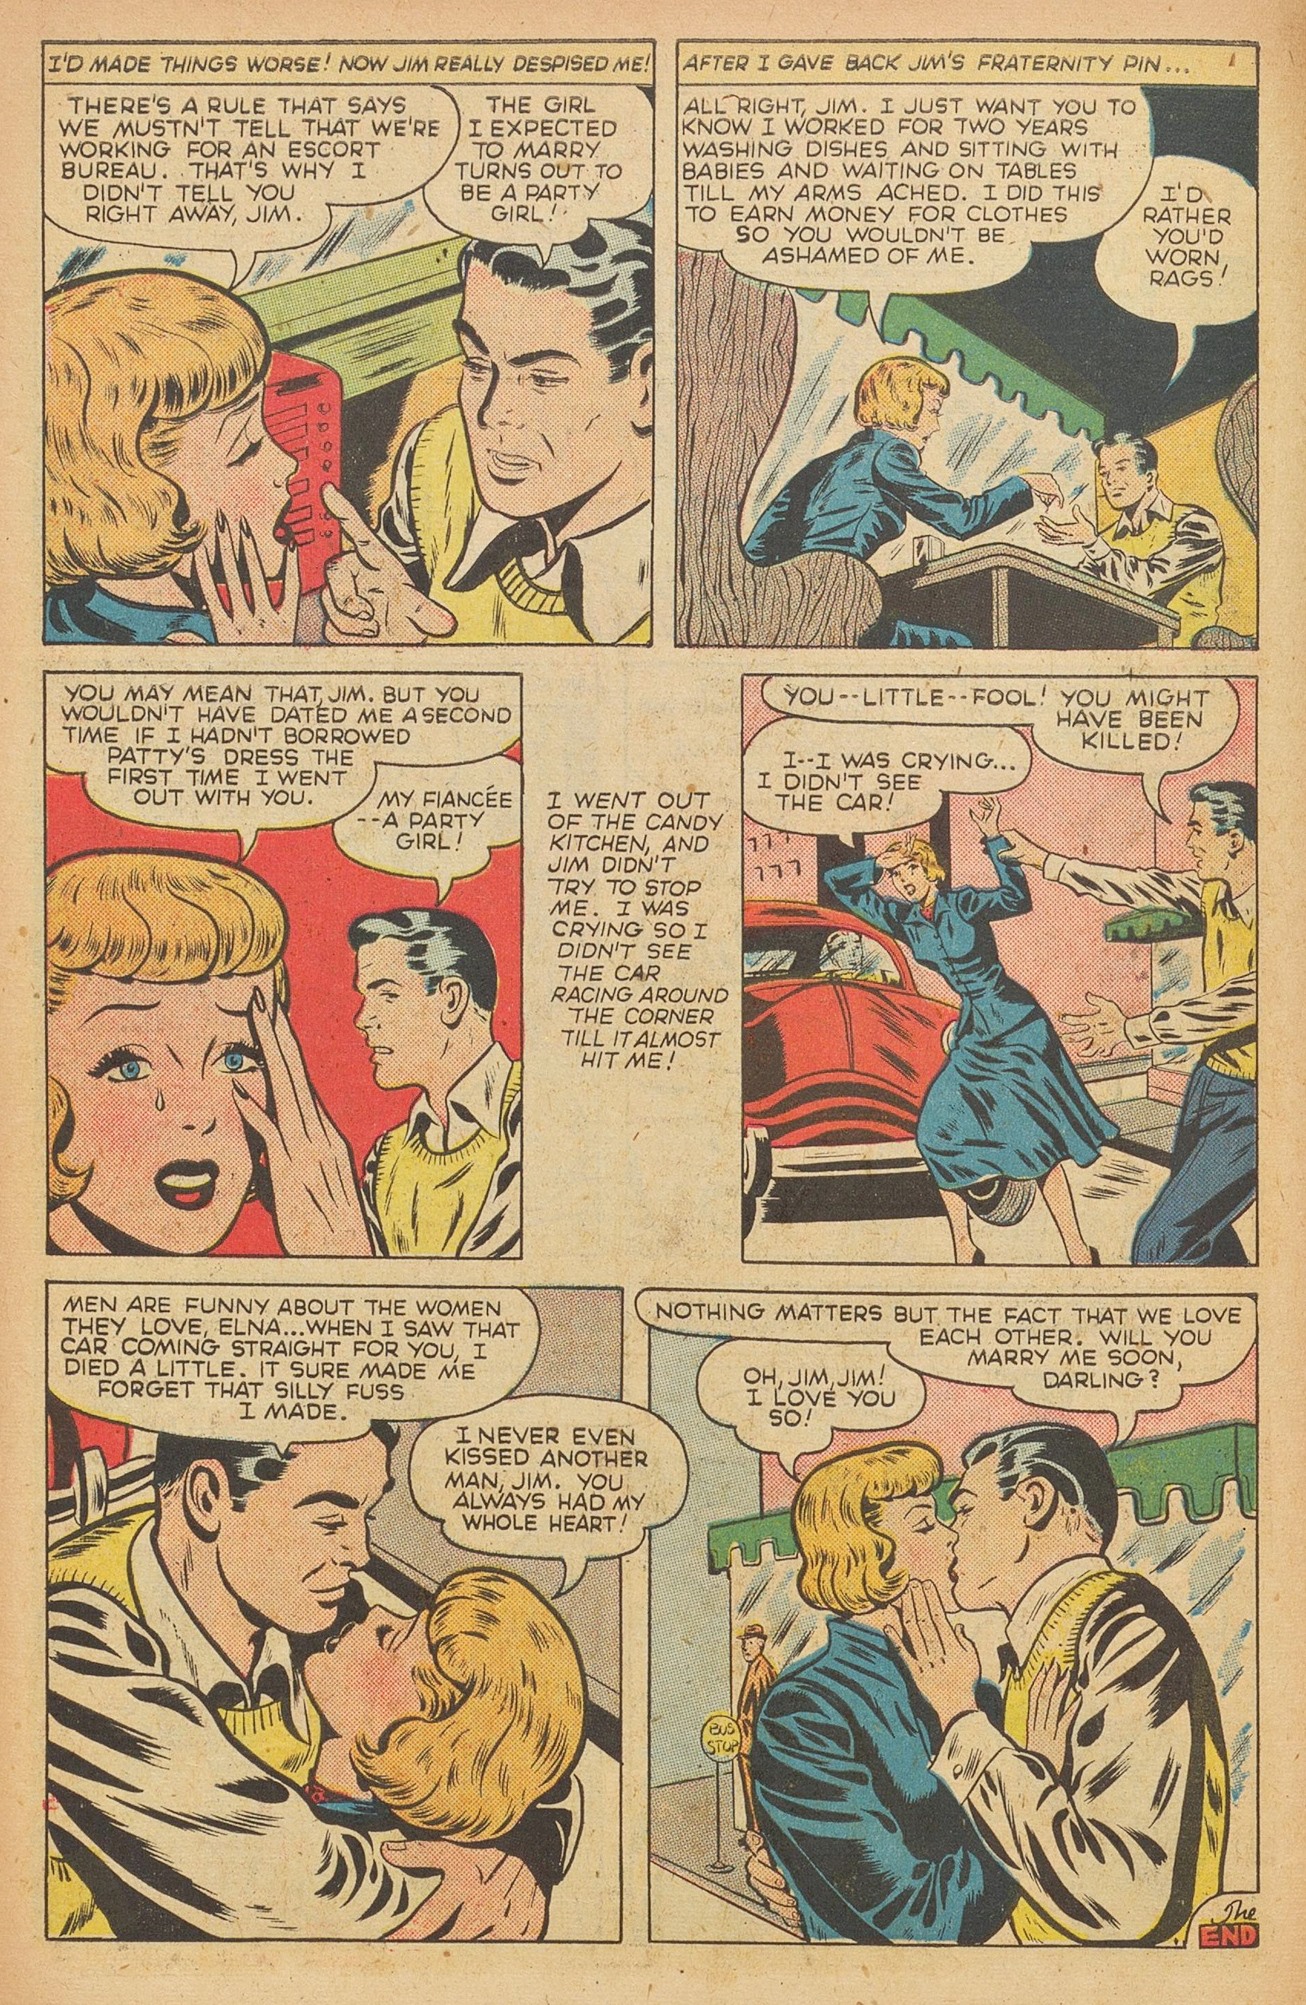 I'D MADE THINGS WORSE! NOW JIM REALLY DESPISED ME!
THERE'S A RULE THAT SAYS
WE MUSTN'T TELL THAT WE'RE
WORKING FOR AN ESCORT
BUREAU. THAT'S WHY I
DIDN'T TELL YOU
RIGHT AWAY, JIM.
THE GIRL
I EXPECTED
TO MARRY
TURNS OUT TO
BE A PARTY
GIRL!
AFTER I GAVE BACK JIM'S FRATERNITY PIN...
ALL RIGHT, JIM. I JUST WANT YOU TO
KNOW I WORKED FOR TWO YEARS
WASHING DISHES AND SITTING WITH
BABIES AND WAITING ON TABLES
TILL MY ARMS ACHED. I DID THIS
TO EARN MONEY FOR CLOTHES
SO YOU WOULDN'T BE
ASHAMED OF ME.
I'D
RATHER
YOU'D
WORN
RAGS!
YOU MAY MEAN THAT, JIM. BUT YOU
WOULDN'T HAVE DATED ME A SECOND
TIME IF I HADN'T BORROWED
PATTY'S DRESS THE
FIRST TIME I WENT
OUT WITH YOU.
MY FIANCÉE
--A PARTY
GIRL!
I WENT OUT
OF THE CANDY
KITCHEN, AND
JIM DIDN'T
TRY TO STOP
ME. I WAS
CRYING SO I
DIDN'T SEE
THE CAR
RACING AROUND
THE CORNER
TILL IT ALMOST
HIT ME!
YOU--LITTLE--FOOL! YOU MIGHT
HAVE BEEN
KILLED!
I--I WAS CRYING...
I DIDN'T SEE
THE CAR!
MEN ARE FUNNY ABOUT THE WOMEN
THEY LOVE, ELNA...WHEN I SAW THAT
CAR COMING STRAIGHT FOR YOU, I
DIED A LITTLE. IT SURE MADE ME
FORGET THAT SILLY FUSS
I MADE.
I NEVER EVEN
KISSED ANOTHER
MAN, JIM. YOU
ALWAYS HAD MY
WHOLE HEART!
NOTHING MATTERS BUT THE FACT THAT WE LOVE
EACH OTHER. WILL YOU
MARRY ME SOON,
DARLING?
OH, JIM, JIM!
I LOVE YOU
SO!
BUS
STOP
The
END